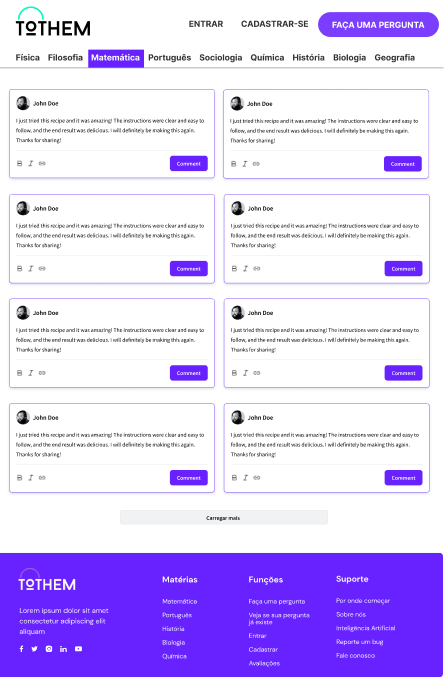 TOTHEM
ENTRAR CADASTRAR-SE FAÇA UMA PERGUNTA
Física Filosofia Matemática Português Sociologia Química História Biologia Geografia
John Doe
I just tried this recipe and it was amazing! The instructions were clear and easy to
follow, and the end result was delicious. I will definitely be making this again.
Thanks for sharing!
B I Comment
John Doe
I just tried this recipe and it was amazing! The instructions were clear and easy to
follow, and the end result was delicious. I will definitely be making this again.
Thanks for sharing!
B I Comment
John Doe
I just tried this recipe and it was amazing! The instructions were clear and easy to
follow, and the end result was delicious. I will definitely be making this again.
Thanks for sharing!
B I Comment
John Doe
I just tried this recipe and it was amazing! The instructions were clear and easy to
follow, and the end result was delicious. I will definitely be making this again.
Thanks for sharing!
B I Comment
John Doe
I just tried this recipe and it was amazing! The instructions were clear and easy to
follow, and the end result was delicious. I will definitely be making this again.
Thanks for sharing!
B I Comment
John Doe
I just tried this recipe and it was amazing! The instructions were clear and easy to
follow, and the end result was delicious. I will definitely be making this again.
Thanks for sharing!
B I Comment
John Doe
I just tried this recipe and it was amazing! The instructions were clear and easy to
follow, and the end result was delicious. I will definitely be making this again.
Thanks for sharing!
B I Comment
John Doe
I just tried this recipe and it was amazing! The instructions were clear and easy to
follow, and the end result was delicious. I will definitely be making this again.
Thanks for sharing!
B I Comment
Carregar mais
TOTHEM
Lorem ipsum dolor sit amet
consectetur adipiscing elit
aliquam
Matérias
Matemática
Português
História
Biologia
Química
Funções
Faça uma pergunta
Veja se sua pergunta
já existe
Entrar
Cadastrar
Avaliações
Suporte
Por onde começar
Sobre nós
Inteligência Artificial
Reporte um bug
Fale conosco